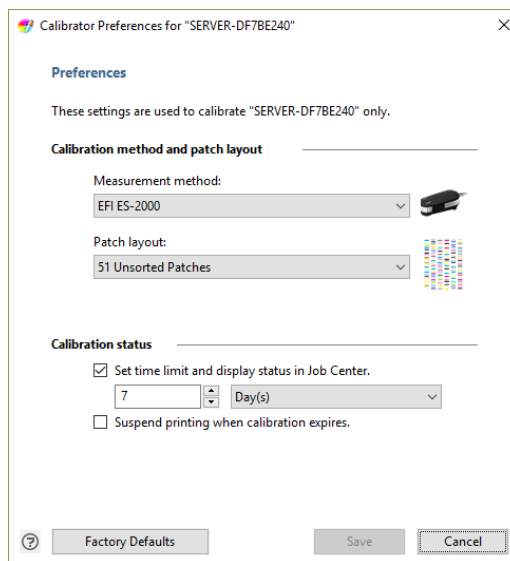 Calibrator Preferences for "SERVER-DF7BE240"
Preferences
These settings are used to calibrate "SERVER-DF7BE240" only.
Calibration method and patch layout
Measurement method:
EFI ES-2000
Patch layout:
51 Unsorted Patches
Calibration status
Set time limit and display status in Job Center.
7 Day(s)
Suspend printing when calibration expires.
? Factory Defaults Save Cancel